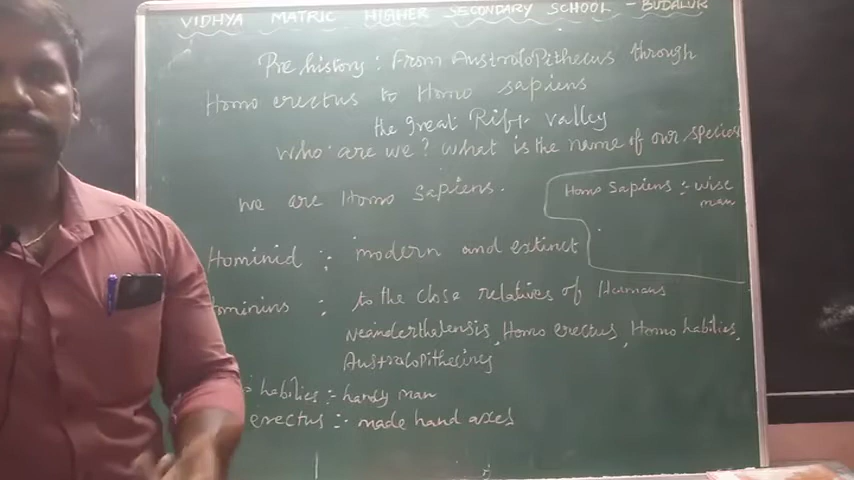 VIDHYA MATRIC HIGHER SECONDARY SCHOOL - BUDALUR
Pre history : From Australopithecus through
Homo erectus to Homo sapiens
the great Rift valley
Who are we? What is the name of our species
we are Homo Sapiens.
Homo Sapiens :- wise
man
Hominid :- modern and extinct
ominins : to the close relatives of Humans
Neanderthalensis, Homo erectus, Homo habilies,
Australopithecines
habilies :- handy man
erectus :- made hand axes